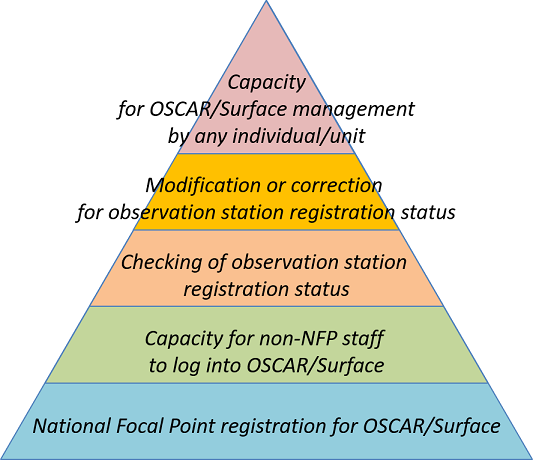 Capacity
for OSCAR/Surface management
by any individual/unit
Modification or correction
for observation station registration status
Checking of observation station
registration status
Capacity for non-NFP staff
to log into OSCAR/Surface
National Focal Point registration for OSCAR/Surface